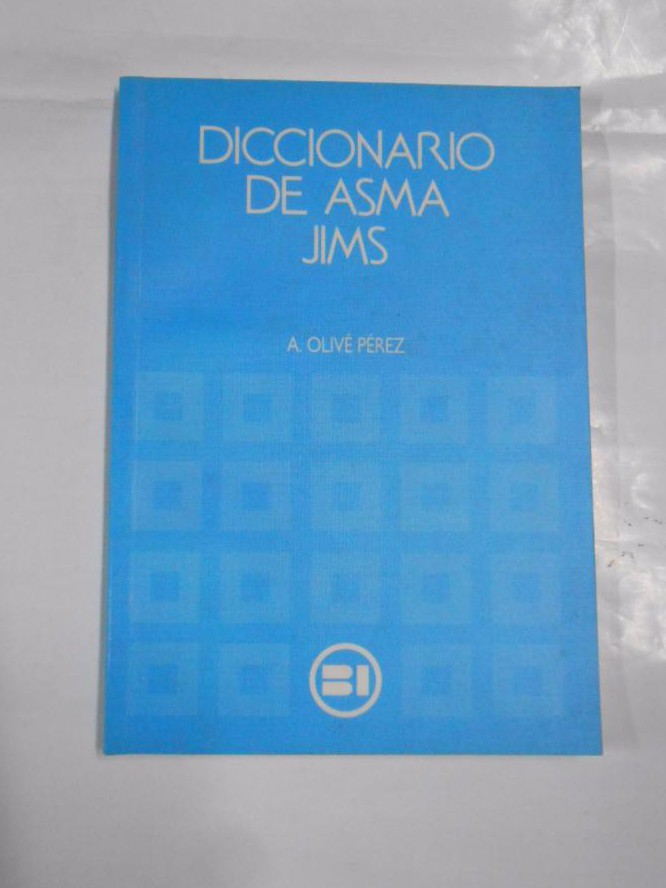 DICCIONARIO
DE ASMA
JIMS
A. OLIVÉ PÉREZ
BI